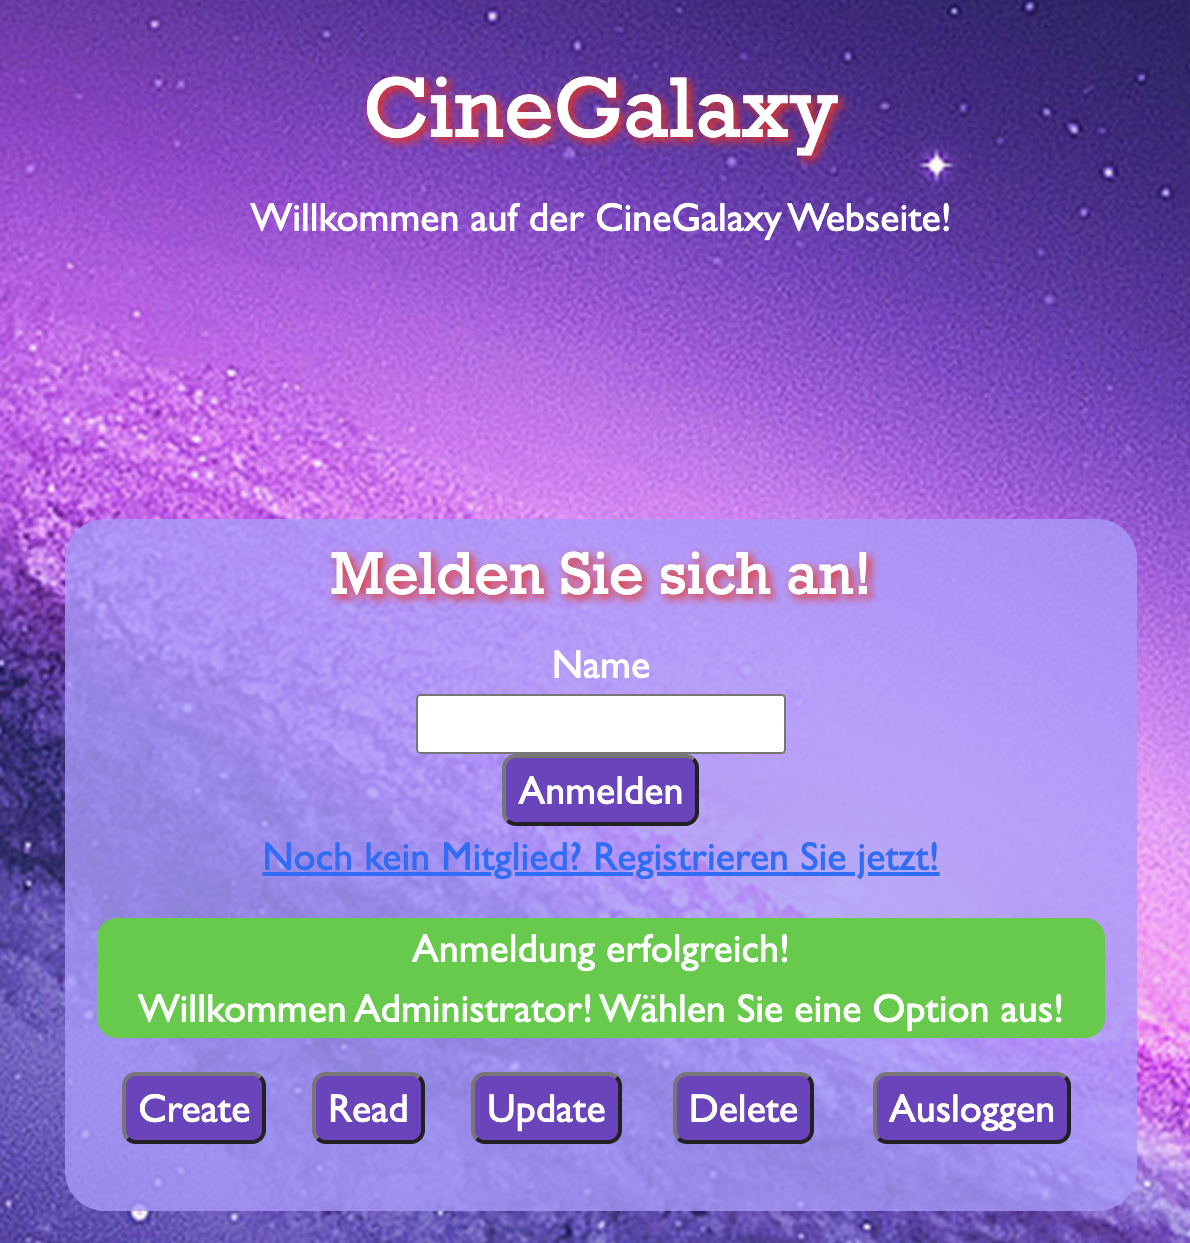 CineGalaxy
Willkommen auf der CineGalaxy Webseite!
Melden Sie sich an!
Name
Anmelden
Noch kein Mitglied? Registrieren Sie jetzt!
Anmeldung erfolgreich!
Willkommen Administrator! Wählen Sie eine Option aus!
Create Read Update Delete Ausloggen